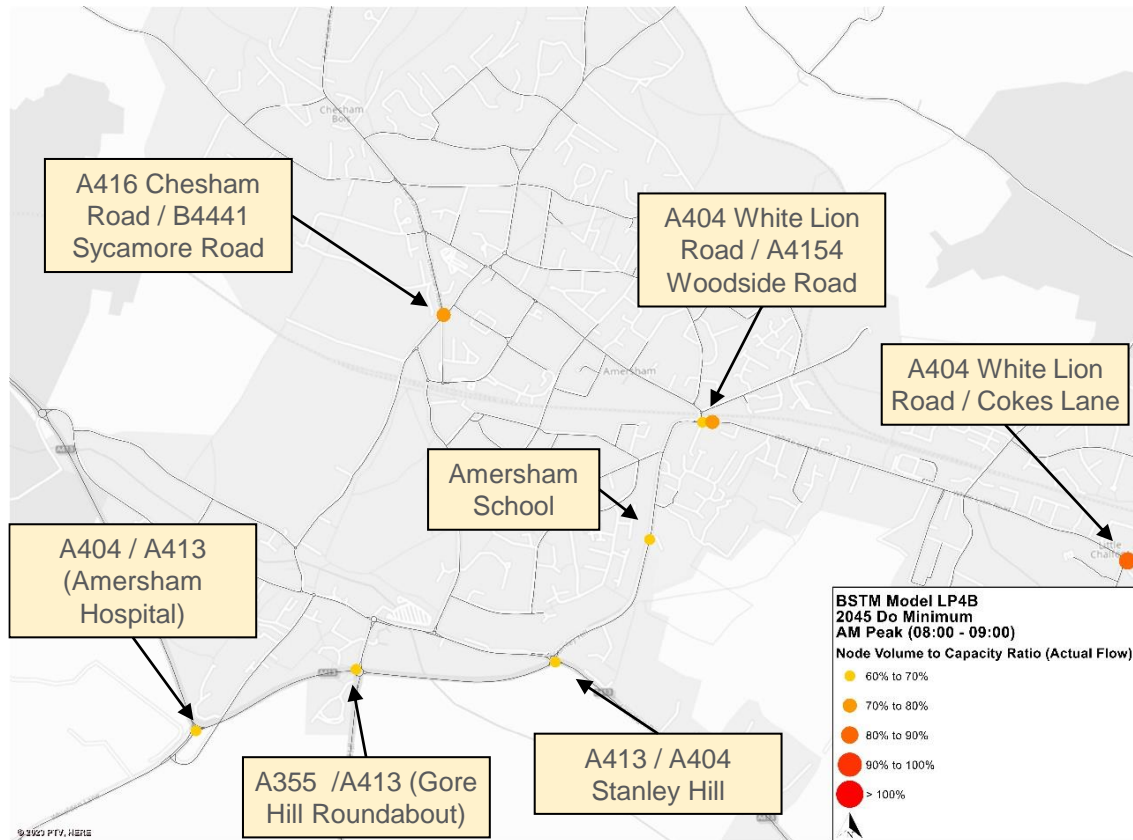 Chesham
Bois
A416 Chesham
Road / B4441
Sycamore Road
A404 White Lion
Road / A4154
Woodside Road
A404 White Lion
Road / Cokes Lane
Amersham
Amersham
School
A404 / A413
(Amersham
Hospital)
A355 /A413 (Gore
Hill Roundabout)
A413 / A404
Stanley Hill
BSTM Model LP4B
2045 Do Minimum
AM Peak (08:00 - 09:00)
Node Volume to Capacity Ratio (Actual Flow)
60% to 70%
70% to 80%
80% to 90%
90% to 100%
> 100%
© 2023 PTV, HERE